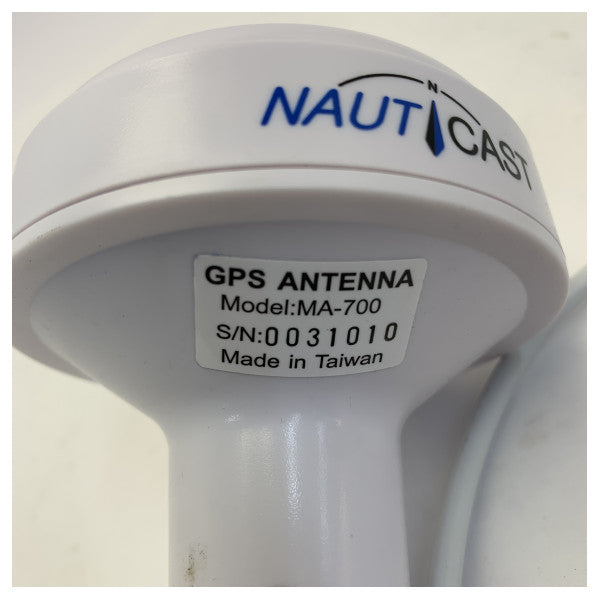 N
NAUTICAST
GPS ANTENNA
Model:MA-700
S/N:0031010
Made in Taiwan